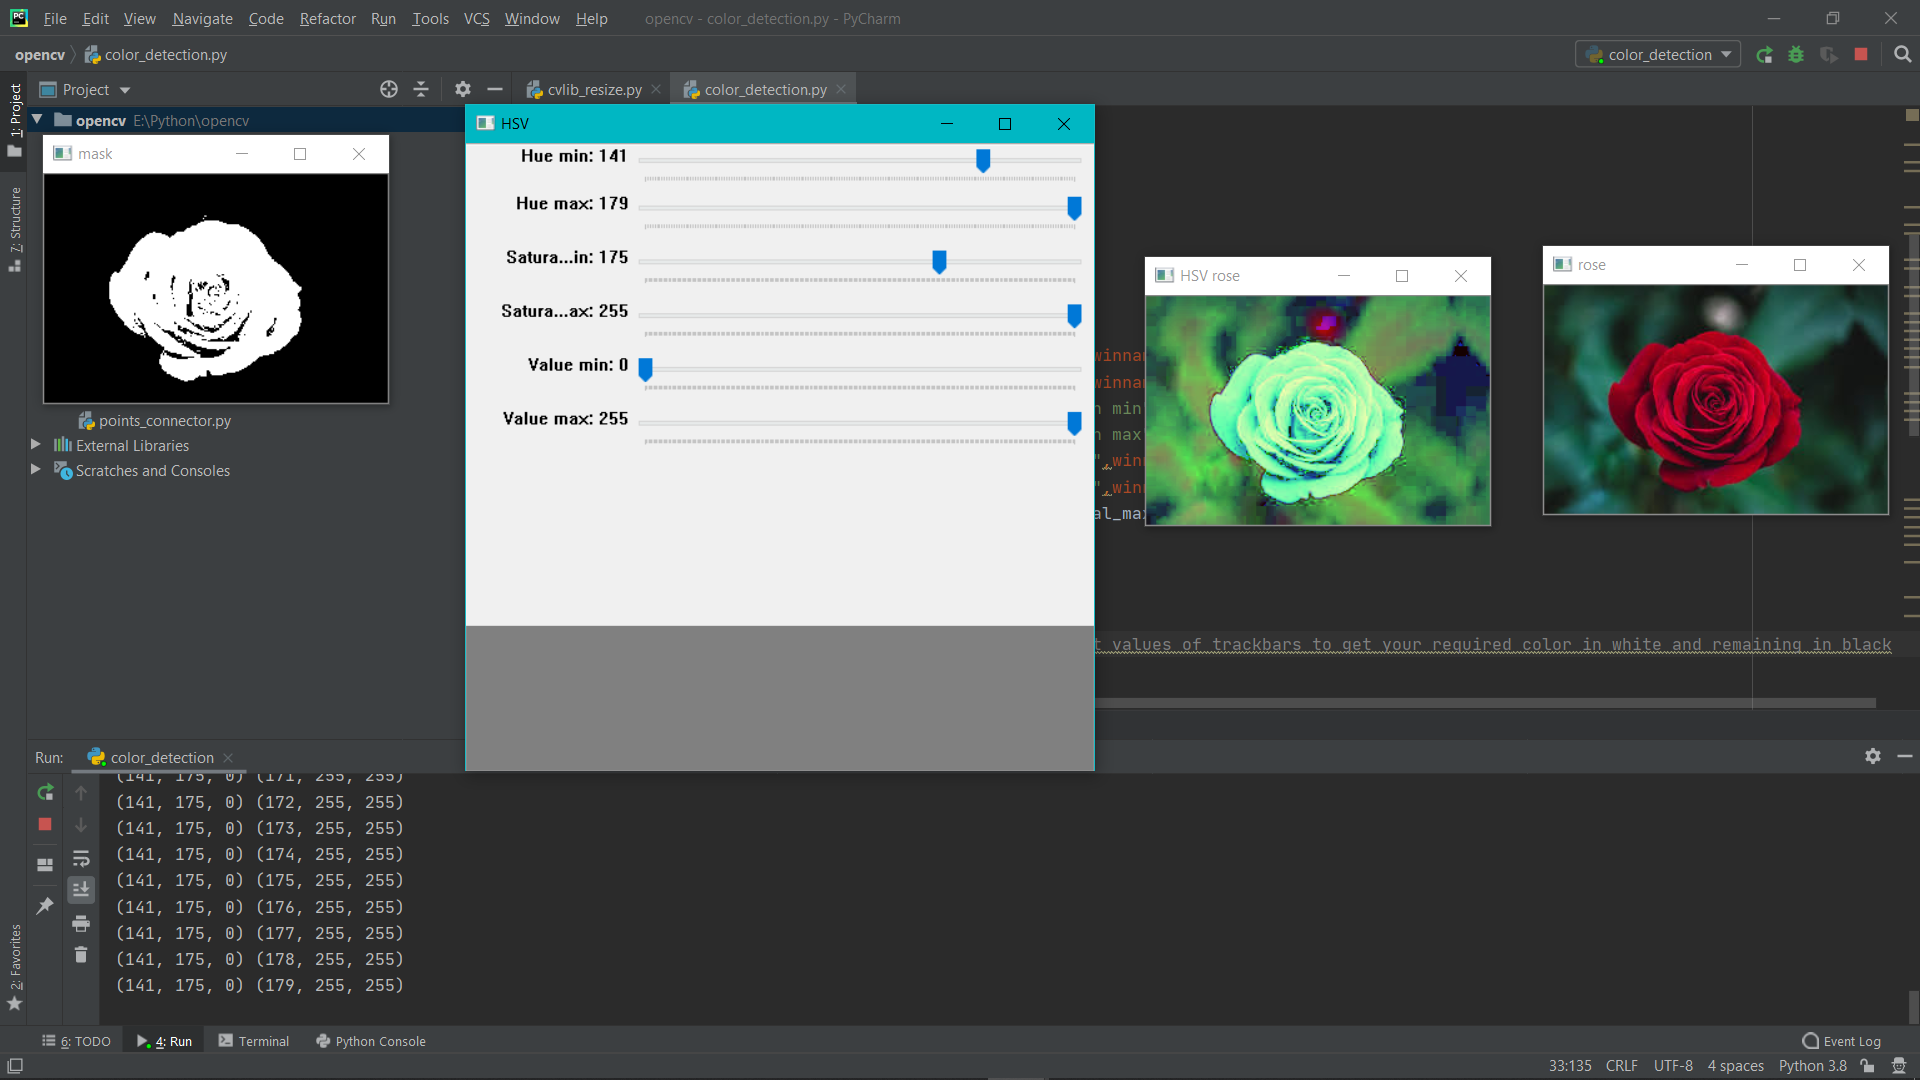 File Edit View Navigate Code Refactor Run Tools VCS Window Help opencv - color_detection.py - PyCharm
opencv color_detection.py
color_detection
Project
cvlib_resize.py
color_detection.py
1: Project
opencv E:\Python\opencv
mask
HSV
Hue min: 141
Hue max: 179
Satura...in: 175
Satura...ax: 255
Value min: 0
Value max: 255
HSV rose
rose
7: Structure
points_connector.py
External Libraries
Scratches and Consoles
winnam
winnam
n min
n max
",winn
",winn
al_max
t values of trackbars to get your required color in white and remaining in black
Run: color_detection
(141, 175, 0) (171, 255, 255)
(141, 175, 0) (172, 255, 255)
(141, 175, 0) (173, 255, 255)
(141, 175, 0) (174, 255, 255)
(141, 175, 0) (175, 255, 255)
(141, 175, 0) (176, 255, 255)
(141, 175, 0) (177, 255, 255)
(141, 175, 0) (178, 255, 255)
(141, 175, 0) (179, 255, 255)
2: Favorites
6: TODO 4: Run Terminal Python Console Event Log
33:135 CRLF UTF-8 4 spaces Python 3.8